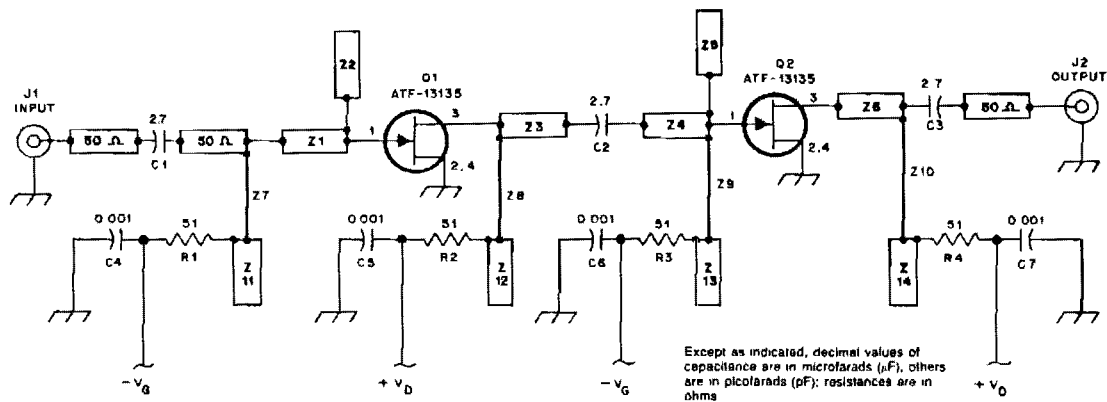 J1
INPUT
50 Ω
2.7
C1
50 Ω
Z1
Z2
1
Q1
ATF-13135
3
2,4
Z3
2.7
C2
Z4
Z5
1
Q2
ATF-13135
3
2,4
Z6
2 7
C3
50 Ω
J2
OUTPUT
Z7
Z8
Z9
Z10
0 001
C4
51
R1
Z
11
0.001
C5
51
R2
Z
12
.001
C6
51
R3
Z
13
Z
14
51
R4
0.001
C7
-VG
+VD
-VG
+VD
Except as indicated, decimal values of
capacitance are in microfarads (μF), others
are in picofarads (pF); resistances are in
ohms